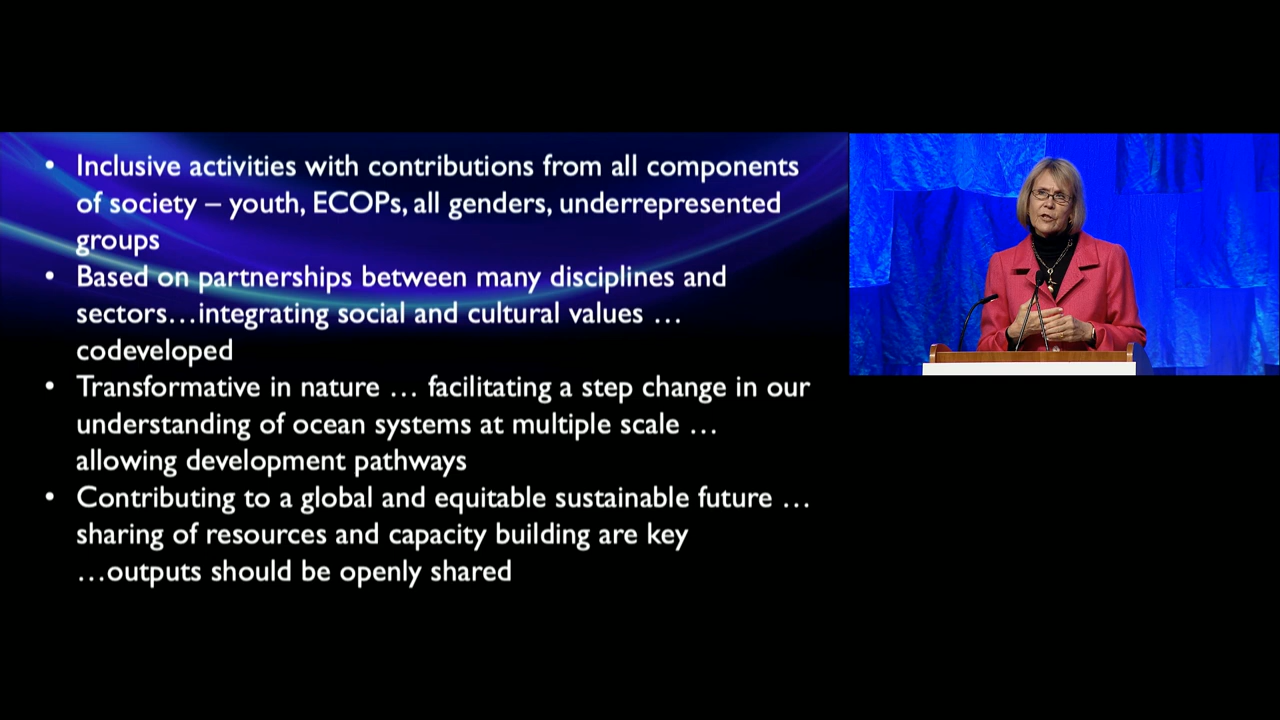 • Inclusive activities with contributions from all components
of society – youth, ECOPs, all genders, underrepresented
groups
• Based on partnerships between many disciplines and
sectors…integrating social and cultural values …
codeveloped
• Transformative in nature … facilitating a step change in our
understanding of ocean systems at multiple scale …
allowing development pathways
• Contributing to a global and equitable sustainable future …
sharing of resources and capacity building are key
…outputs should be openly shared